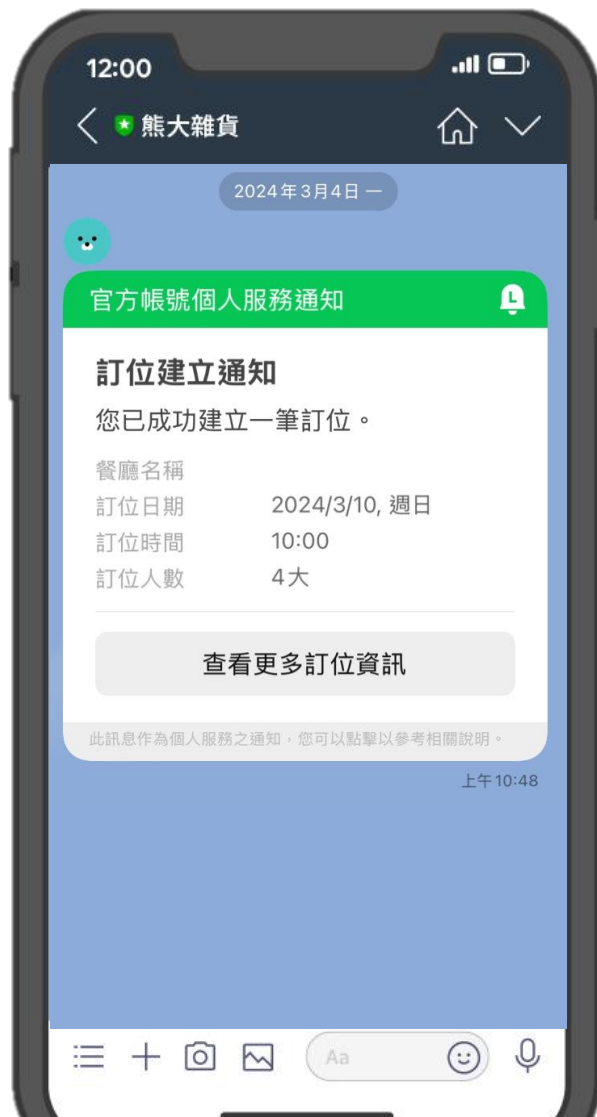 12:00
熊大雜貨
2024年3月4日 一
官方帳號個人服務通知
訂位建立通知
您已成功建立一筆訂位。
餐廳名稱
訂位日期 2024/3/10, 週日
訂位時間 10:00
訂位人數 4大
查看更多訂位資訊
此訊息作為個人服務之通知，您可以點擊以參考相關說明。
上午10:48
Aa